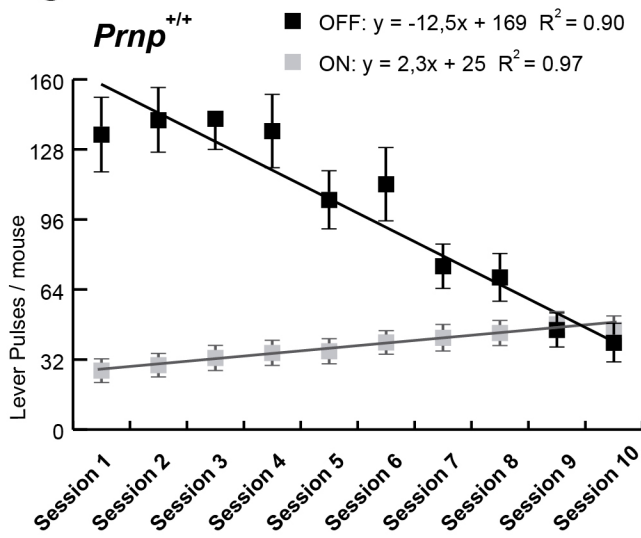 Prnp+/+
OFF: y = -12,5x + 169 R2 = 0.90
ON: y = 2,3x + 25 R2 = 0.97
160
128
96
64
32
0
Lever Pulses / mouse
Session 1
Session 2
Session 3
Session 4
Session 5
Session 6
Session 7
Session 8
Session 9
Session 10